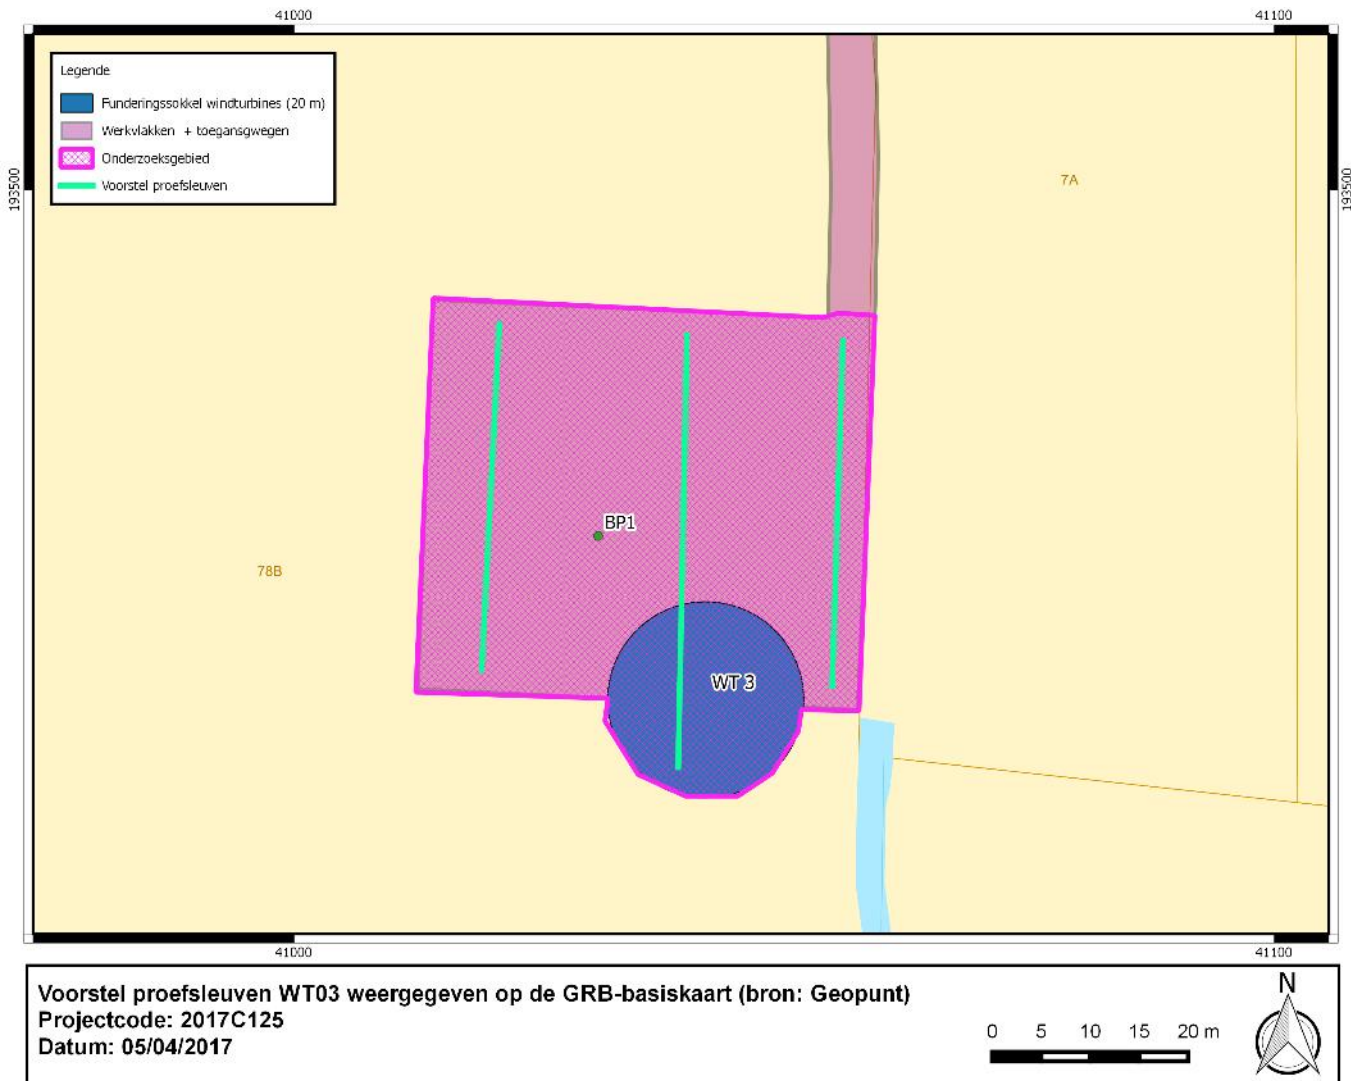 41000
41100
Legende
Funderingssokkel windturbines (20 m)
Werkvlakken + toegansgwegen
Onderzoeksgebied
Voorstel proefsleuven
193500
193500
7A
BP1
78B
WT 3
41000
41100
Voorstel proefsleuven WT03 weergegeven op de GRB-basiskaart (bron: Geopunt)
Projectcode: 2017C125
Datum: 05/04/2017
0 5 10 15 20 m
N